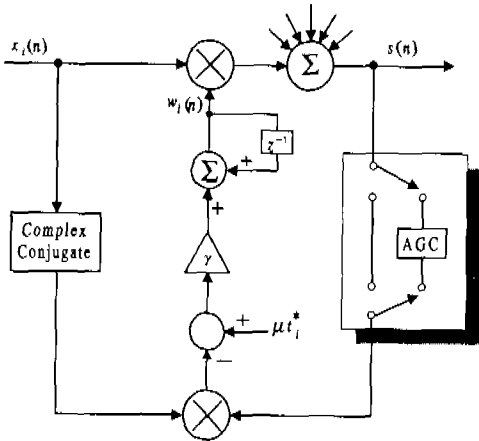 x_i(n)
Σ
s(n)
w_i(n)
z⁻¹
+
Σ
+
Complex
Conjugate
AGC
γ
+
μt_i^*
−